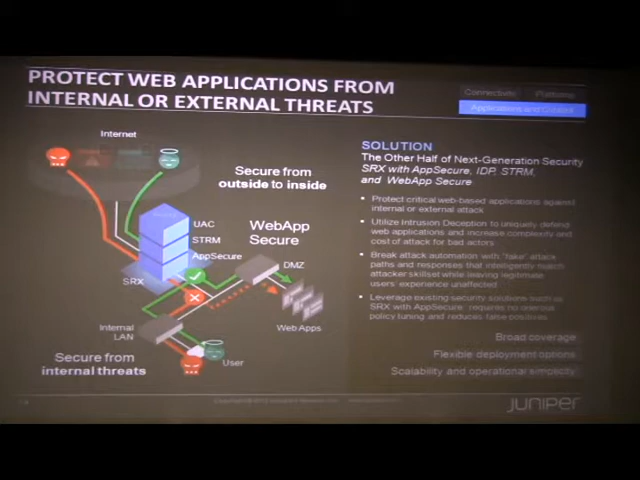 PROTECT WEB APPLICATIONS FROM
INTERNAL OR EXTERNAL THREATS
Connectivity Platforms
Applications and Content
Internet
Secure from
outside to inside
UAC
STRM
AppSecure
SRX
WebApp
Secure
DMZ
Web Apps
Internal
LAN
User
Secure from
internal threats
SOLUTION
The Other Half of Next-Generation Security
SRX with AppSecure, IDP, STRM,
and WebApp Secure
• Protect critical web-based applications against
internal or external attack
• Utilize Intrusion Deception to uniquely defend
web applications and increase complexity and
cost of attack for bad actors
• Break attack automation with "fake" attack
paths and responses that intelligently match
attacker skillset while leaving legitimate
users experience unaffected
• Leverage existing security solutions such as
SRX with AppSecure; requires no onerous
policy tuning and reduces false positives
Broad coverage
Flexible deployment options
Scalability and operational simplicity
JUNIPER